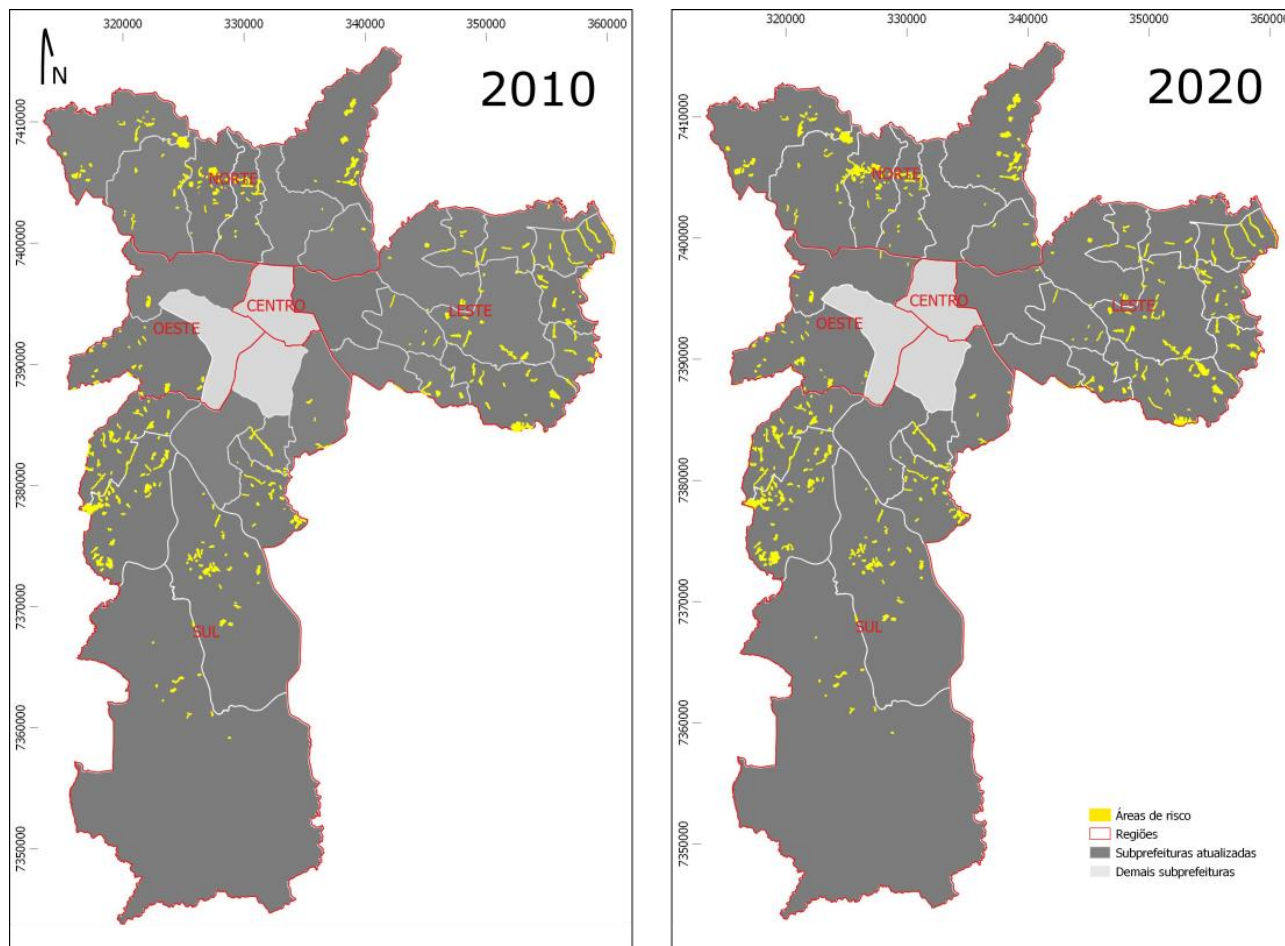 320000 330000 340000 350000 360000
N
2010
7410000
7400000
7390000
7380000
7370000
7360000
7350000
NORTE
CENTRO
LESTE
OESTE
SUL
320000 330000 340000 350000 360000
2020
7410000
7400000
7390000
7380000
7370000
7360000
7350000
NORTE
CENTRO
LESTE
OESTE
SUL
Áreas de risco
Regiões
Subprefeituras atualizadas
Demais subprefeituras